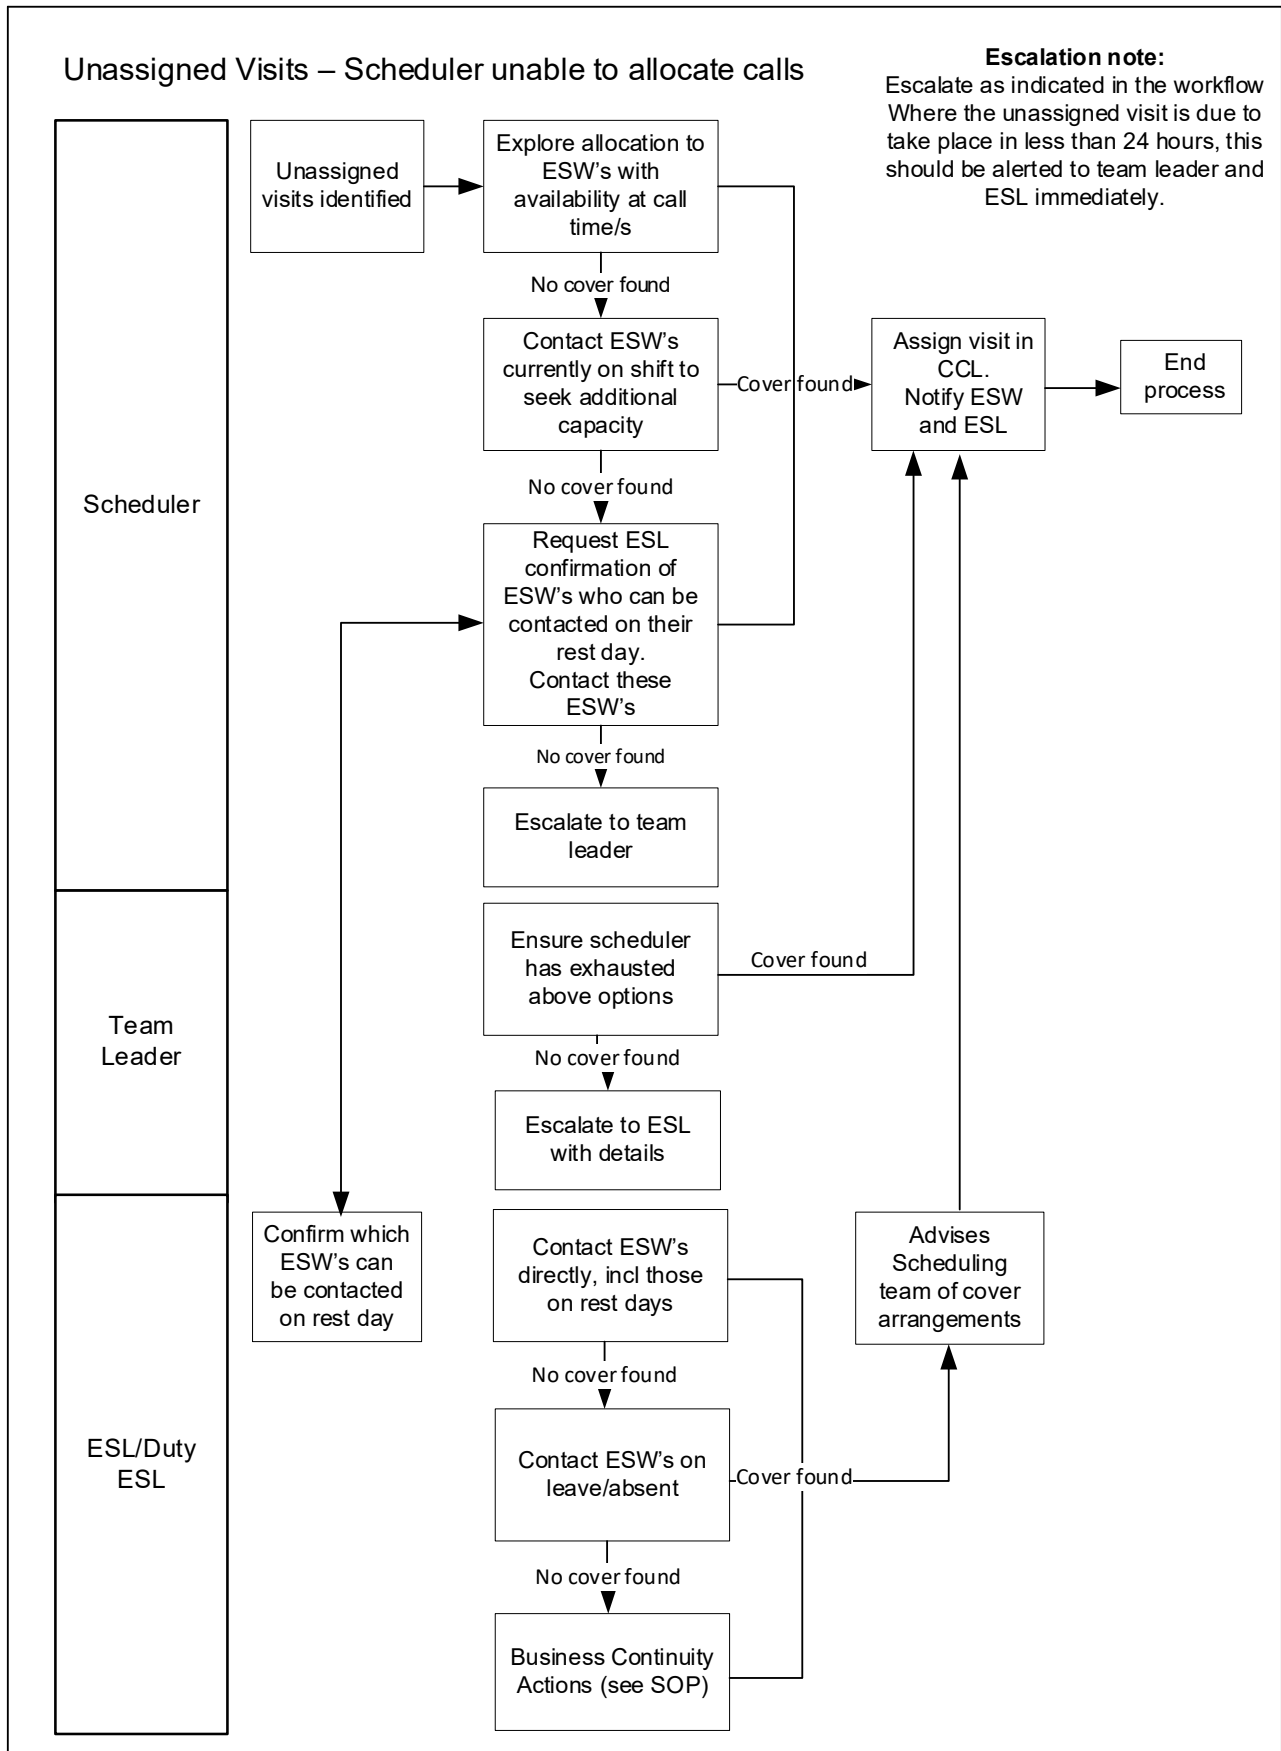 Unassigned Visits – Scheduler unable to allocate calls
Escalation note:
Escalate as indicated in the workflow
Where the unassigned visit is due to
take place in less than 24 hours, this
should be alerted to team leader and
ESL immediately.
Scheduler
Unassigned
visits identified
Explore allocation to
ESW's with
availability at call
time/s
No cover found
Contact ESW's
currently on shift to
seek additional
capacity
Cover found
Assign visit in
CCL.
Notify ESW
and ESL
End
process
No cover found
Request ESL
confirmation of
ESW's who can be
contacted on their
rest day.
Contact these
ESW's
No cover found
Escalate to team
leader
Team
Leader
Ensure scheduler
has exhausted
above options
Cover found
No cover found
Escalate to ESL
with details
ESL/Duty
ESL
Confirm which
ESW's can
be contacted
on rest day
Contact ESW's
directly, incl those
on rest days
Advises
Scheduling
team of cover
arrangements
No cover found
Contact ESW's on
leave/absent
Cover found
No cover found
Business Continuity
Actions (see SOP)